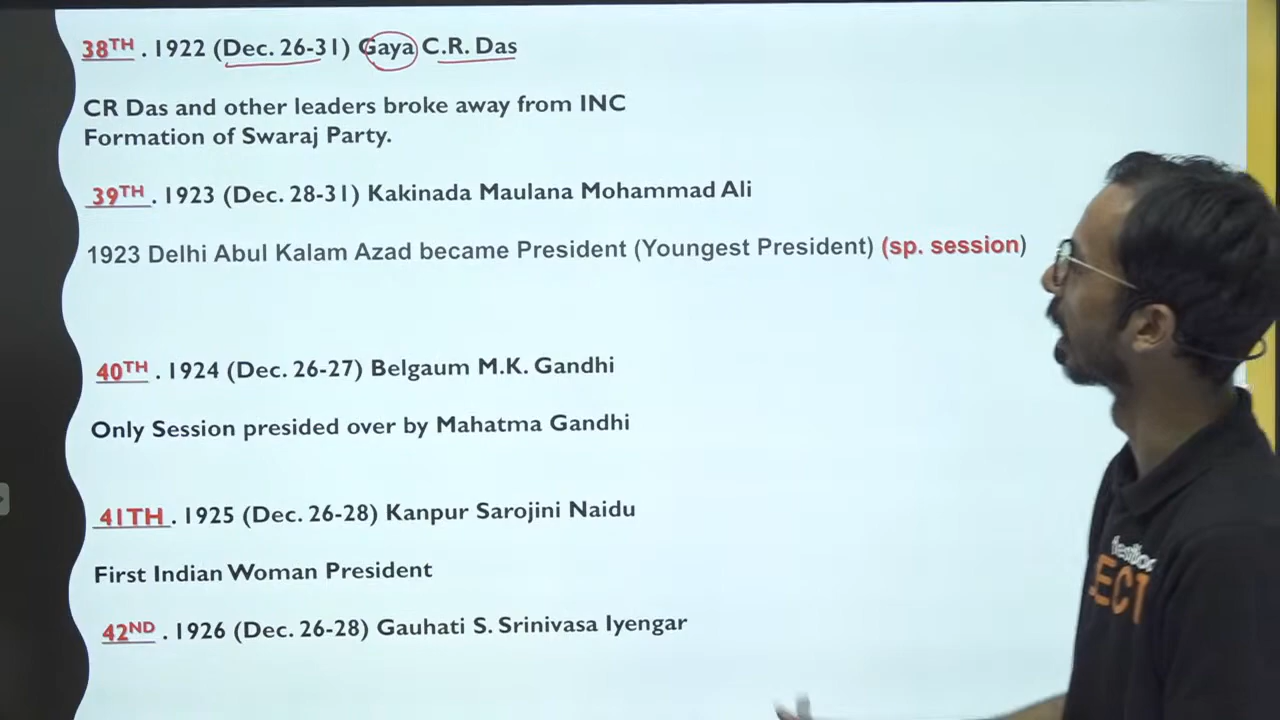 38TH . 1922 (Dec. 26-31) Gaya C.R. Das
CR Das and other leaders broke away from INC
Formation of Swaraj Party.
39TH . 1923 (Dec. 28-31) Kakinada Maulana Mohammad Ali
1923 Delhi Abul Kalam Azad became President (Youngest President) (sp. session)
40TH . 1924 (Dec. 26-27) Belgaum M.K. Gandhi
Only Session presided over by Mahatma Gandhi
41TH . 1925 (Dec. 26-28) Kanpur Sarojini Naidu
First Indian Woman President
42ND . 1926 (Dec. 26-28) Gauhati S. Srinivasa Iyengar